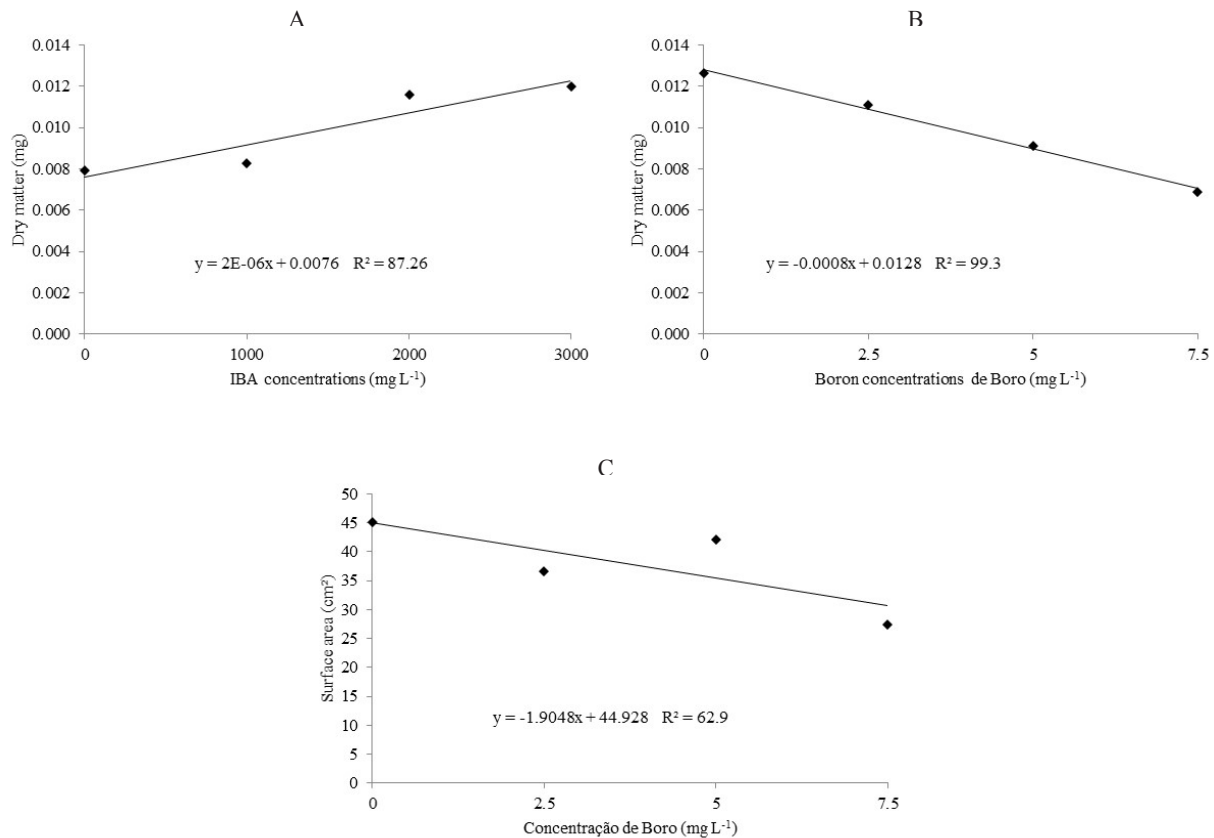 A
0.014
0.012
0.010
0.008
0.006
0.004
0.002
0.000
Dry matter (mg)
y = 2E-06x + 0.0076 R² = 87.26
0 1000 2000 3000
IBA concentrations (mg L⁻¹)
B
0.014
0.012
0.010
0.008
0.006
0.004
0.002
0.000
Dry matter (mg)
y = -0.0008x + 0.0128 R² = 99.3
0 2.5 5 7.5
Boron concentrations de Boro (mg L⁻¹)
C
50
45
40
35
30
25
20
15
10
5
0
Surface area (cm²)
y = -1.9048x + 44.928 R² = 62.9
0 2.5 5 7.5
Concentração de Boro (mg L⁻¹)